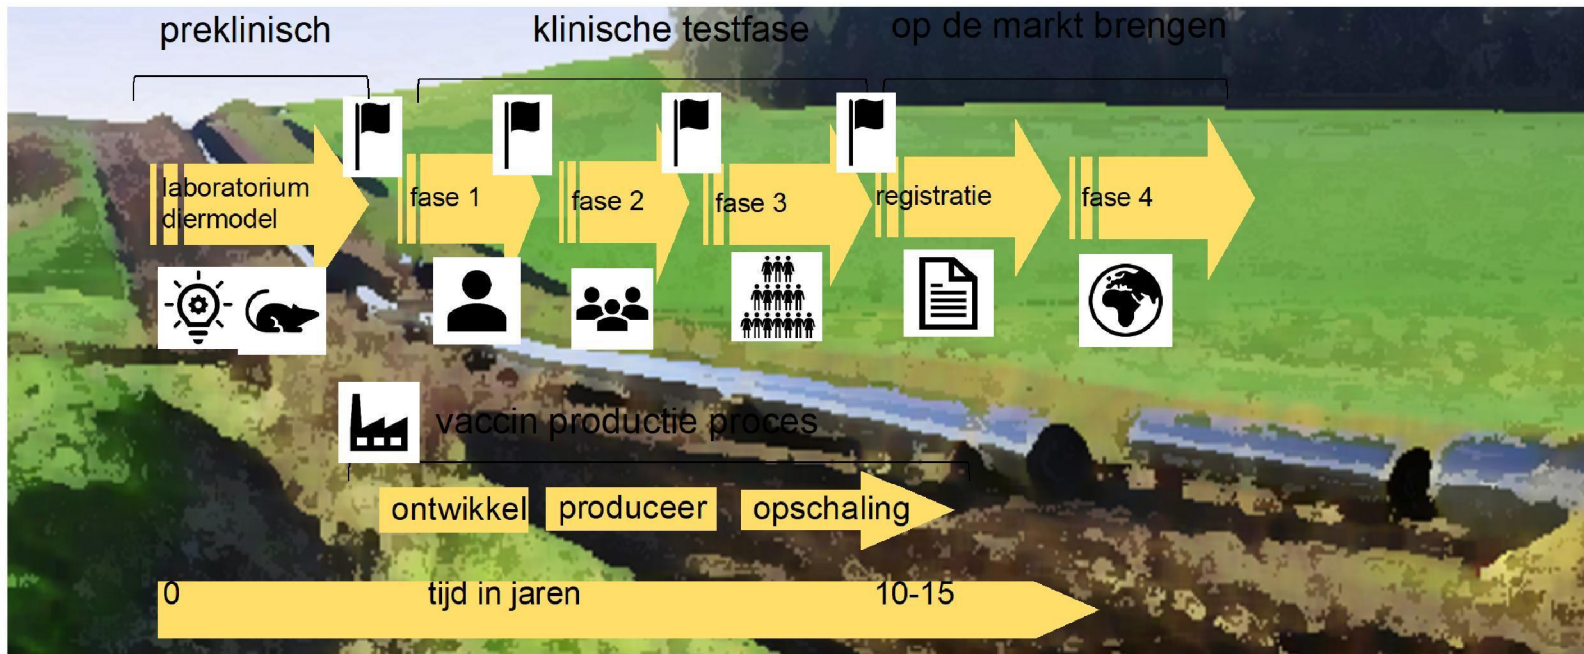 preklinisch
klinische testfase
op de markt brengen
laboratorium
diermodel
fase 1
fase 2
fase 3
registratie
fase 4
vaccin productie proces
ontwikkel
produceer
opschaling
0
tijd in jaren
10-15